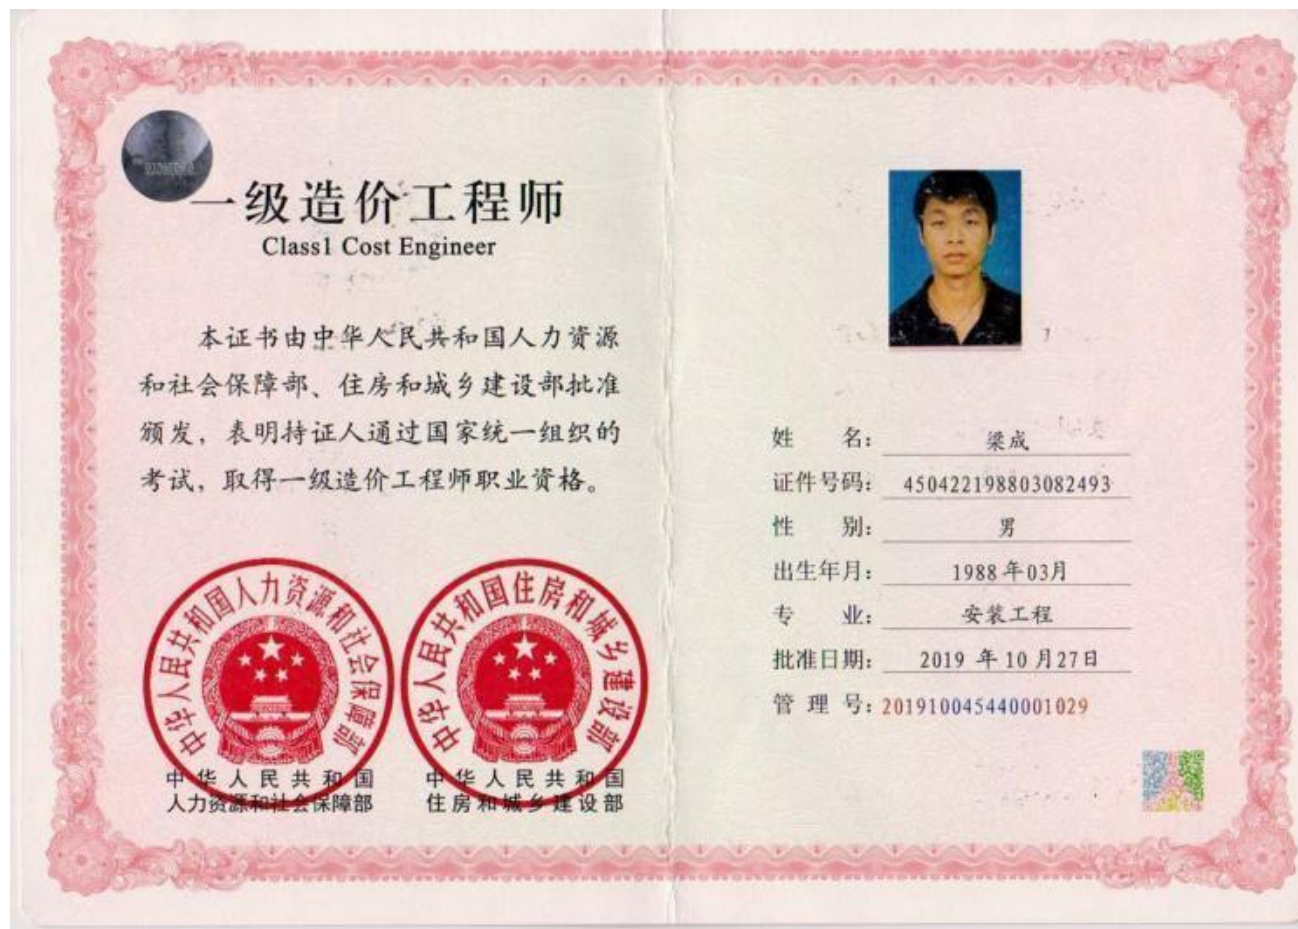 一级造价工程师
Class1 Cost Engineer
本证书由中华人民共和国人力资源
和社会保障部、住房和城乡建设部批准
颁发，表明持证人通过国家统一组织的
考试，取得一级造价工程师职业资格。
中华人民共和国人力资源和社会保障部
中华人民共和国住房和城乡建设部
中华人民共和国
人力资源和社会保障部
中华人民共和国
住房和城乡建设部
姓 名： 梁成
证件号码： 450422198803082493
性 别： 男
出生年月： 1988年03月
专 业： 安装工程
批准日期： 2019 年 10 月27日
管 理 号：201910045440001029